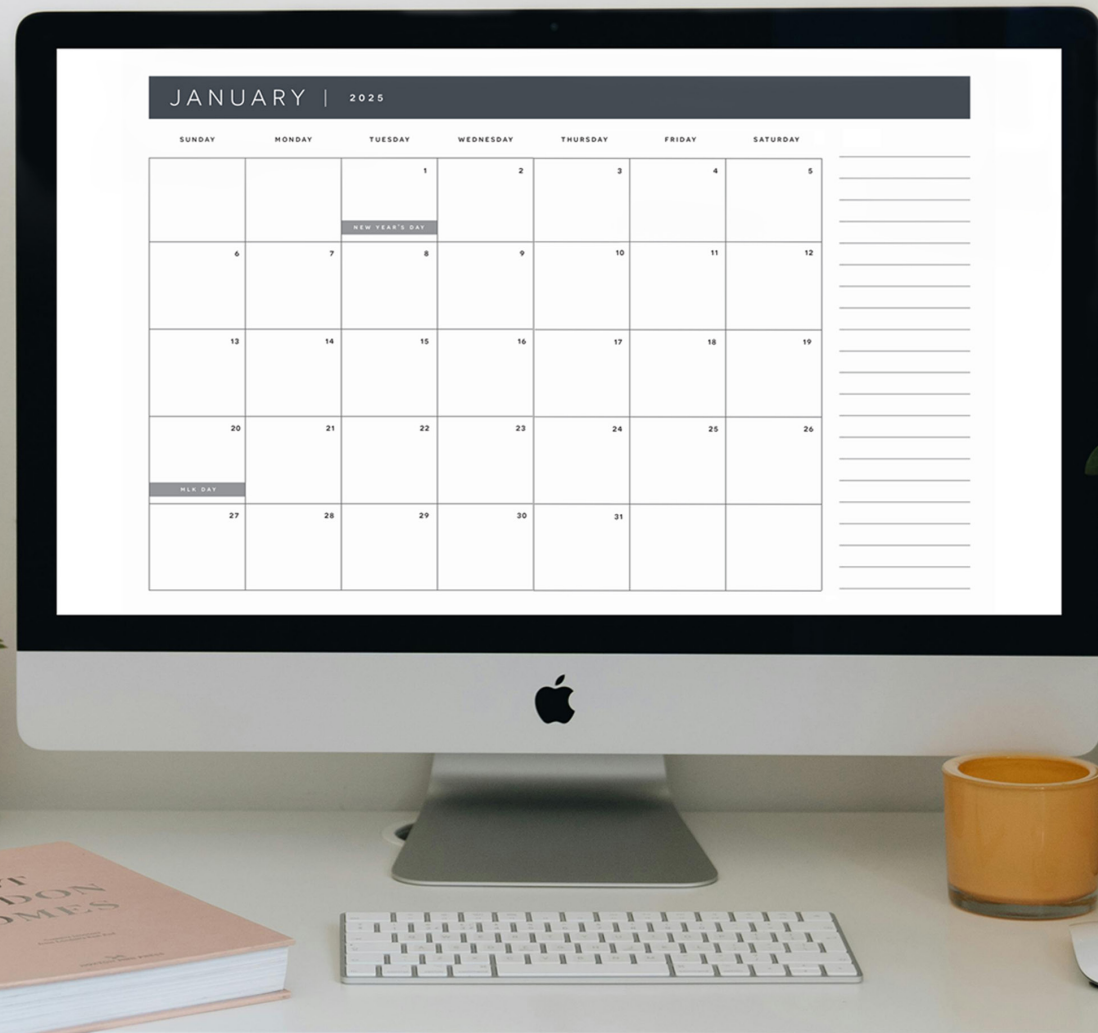 JANUARY | 2025
SUNDAY MONDAY TUESDAY WEDNESDAY THURSDAY FRIDAY SATURDAY
1 2 3 4 5
NEW YEAR'S DAY
6 7 8 9 10 11 12
13 14 15 16 17 18 19
20 21 22 23 24 25 26
MLK DAY
27 28 29 30 31